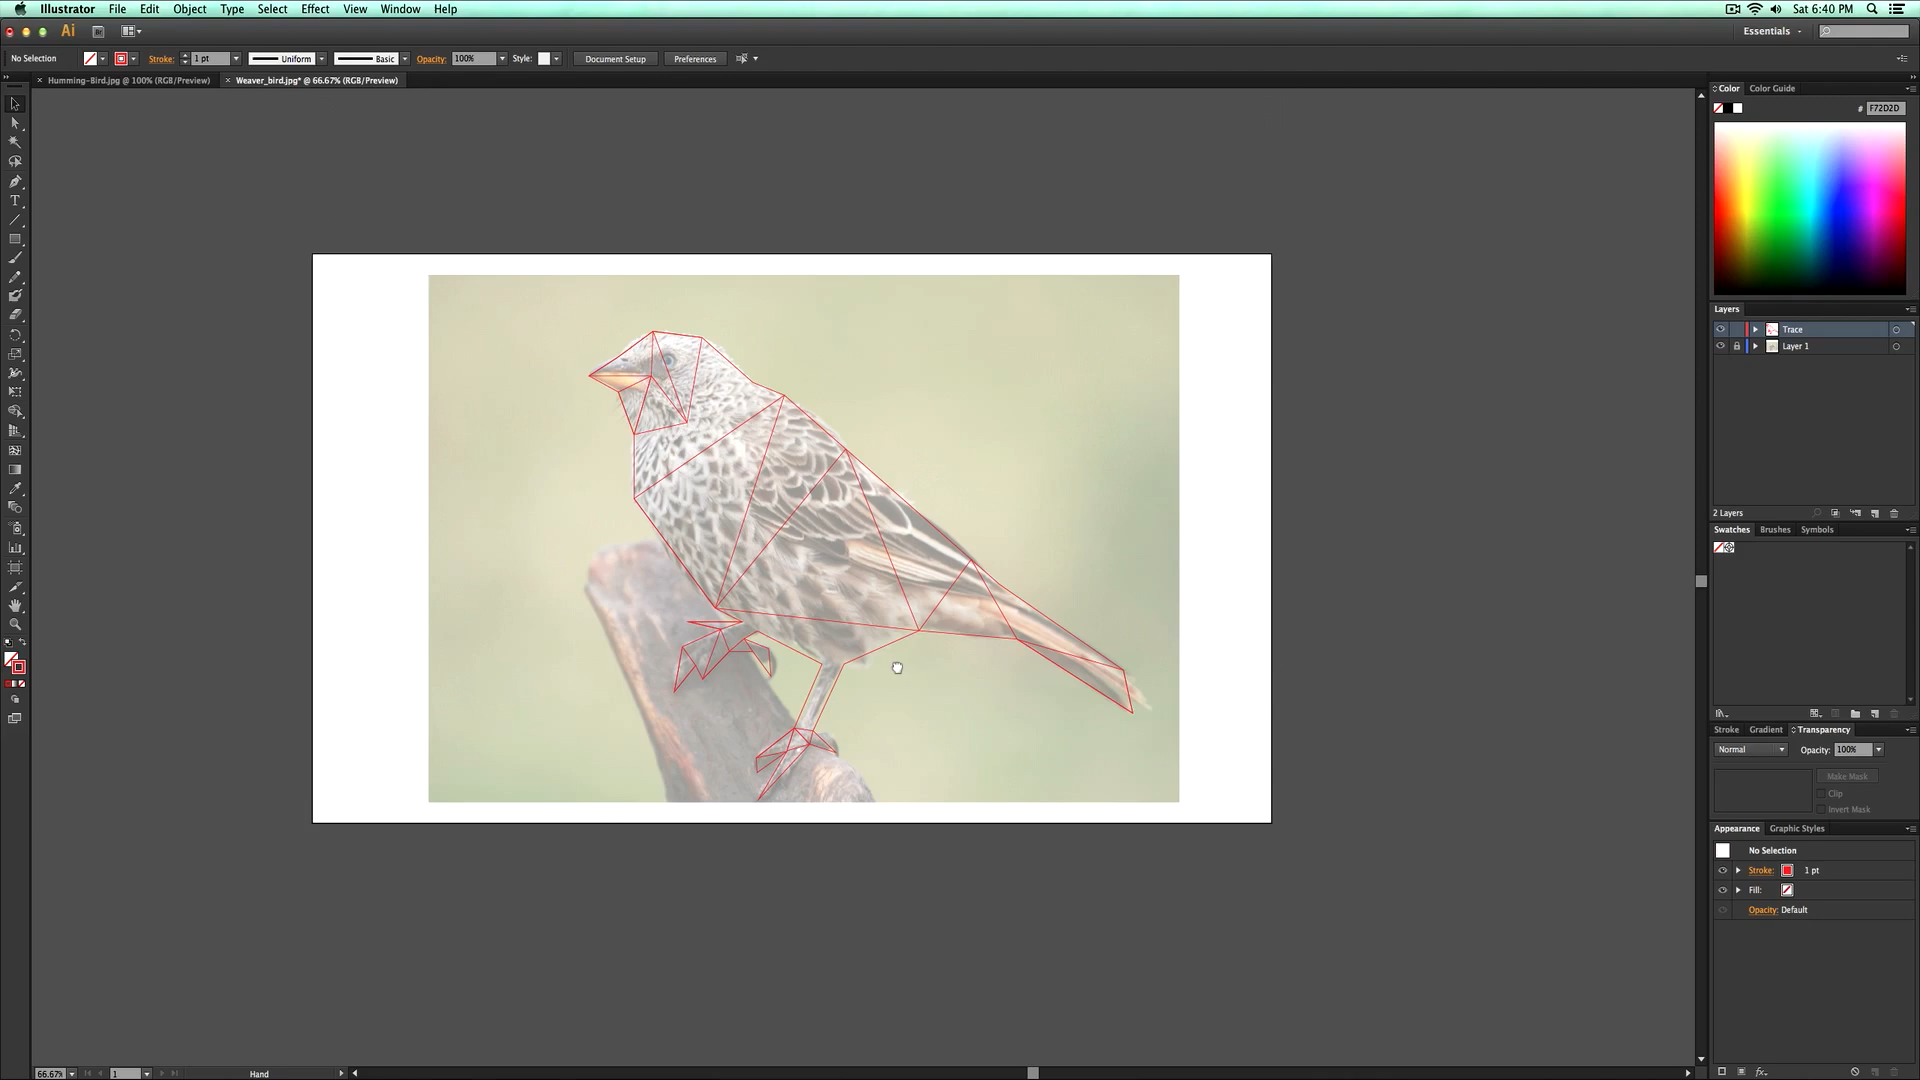 Illustrator File Edit Object Type Select Effect View Window Help
Sat 6:40 PM
Ai Br Essentials
No Selection Stroke: 1 pt Uniform Basic Opacity: 100% Style: Document Setup Preferences
× Humming-Bird.jpg @ 100% (RGB/Preview) × Weaver_bird.jpg* @ 66.67% (RGB/Preview)
Color Color Guide
# F72D2D
Layers
Trace
Layer 1
2 Layers
Swatches Brushes Symbols
Stroke Gradient Transparency
Normal Opacity: 100%
Make Mask
Clip
Invert Mask
Appearance Graphic Styles
No Selection
Stroke: 1 pt
Fill:
Opacity: Default
fx
66.67% 1 Hand